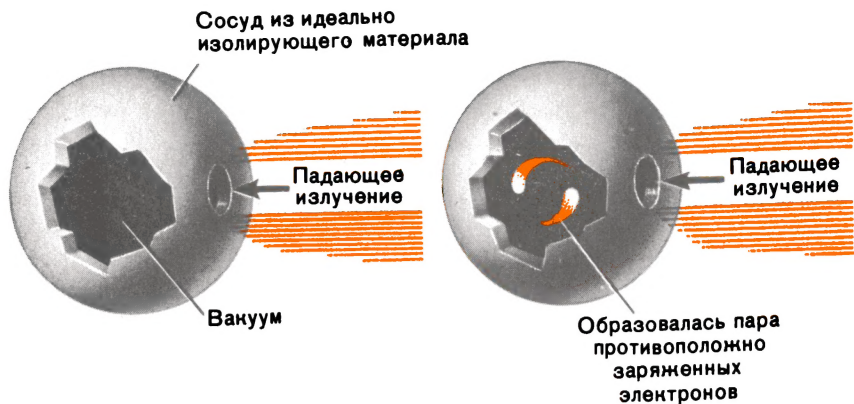 Сосуд из идеально
изолирующего материала
Падающее
излучение
Вакуум
Падающее
излучение
Образовалась пара
противоположно
заряженных
электронов